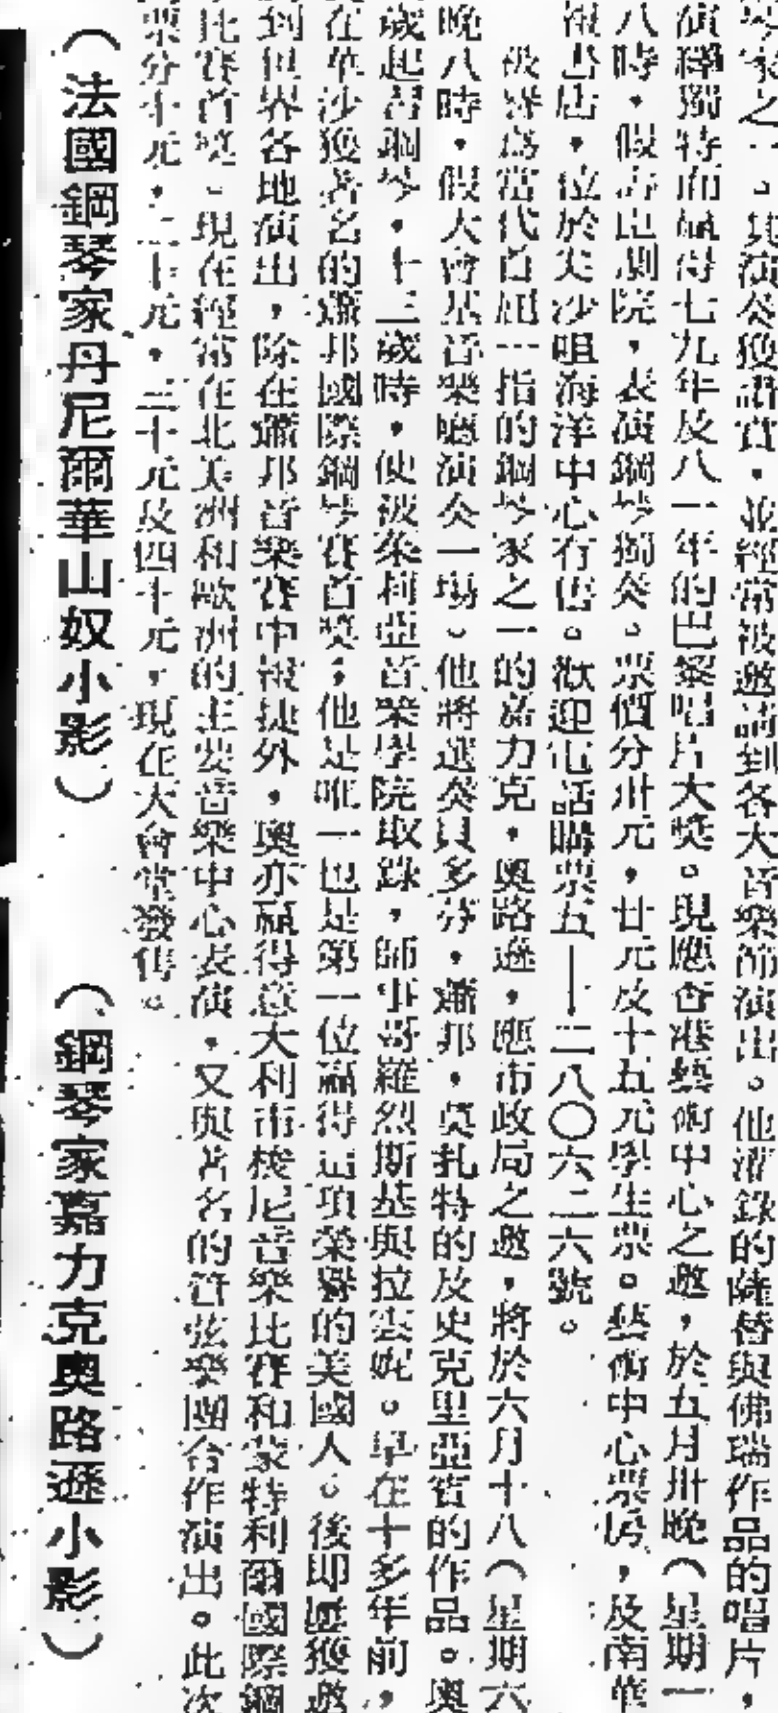 琴家之一。其演奏獲讚賞，並經常被邀請到各大音樂節演出。他灌錄的薩替與佛瑞作品的唱片，
演繹獨特而贏得七九年及八一年的巴黎唱片大獎。現應香港藝術中心之邀，於五月卅晚（星期一
八時，假壽臣劇院，表演鋼琴獨奏。票價分卅元，廿元及十五元學生票。藝術中心票房，及南華
報書店，位於尖沙咀海洋中心有售。歡迎電話購票五—二八〇六二六號。
被譽為當代首屈一指的鋼琴家之一的嘉力克，奧路遜，應市政局之邀，將於六月十八（星期六
晚八時，假大會堂音樂廳演奏一場。他將選奏貝多芬，蕭邦，莫扎特的及史克里亞賓的作品。奧
歲起習鋼琴，十三歲時，便被茱莉亞音樂學院取錄，師事哥羅烈斯基與拉雲妮。早在十多年前，
在華沙獲著名的蕭邦國際鋼琴賽首獎；他是唯一也是第一位贏得這項榮譽的美國人。後即屢獲邀
到世界各地演出，除在蕭邦音樂賽中報捷外，奧亦贏得意大利市梭尼音樂比賽和蒙特利爾國際鋼
比賽首獎。現在經常在北美洲和歐洲的主要音樂中心表演，又與著名的管弦樂團合作演出。此次
票分十元，二十元，三十元及四十元，現在大會堂發售。
（法國鋼琴家丹尼爾華山奴小影）
（鋼琴家嘉力克奧路遜小影）